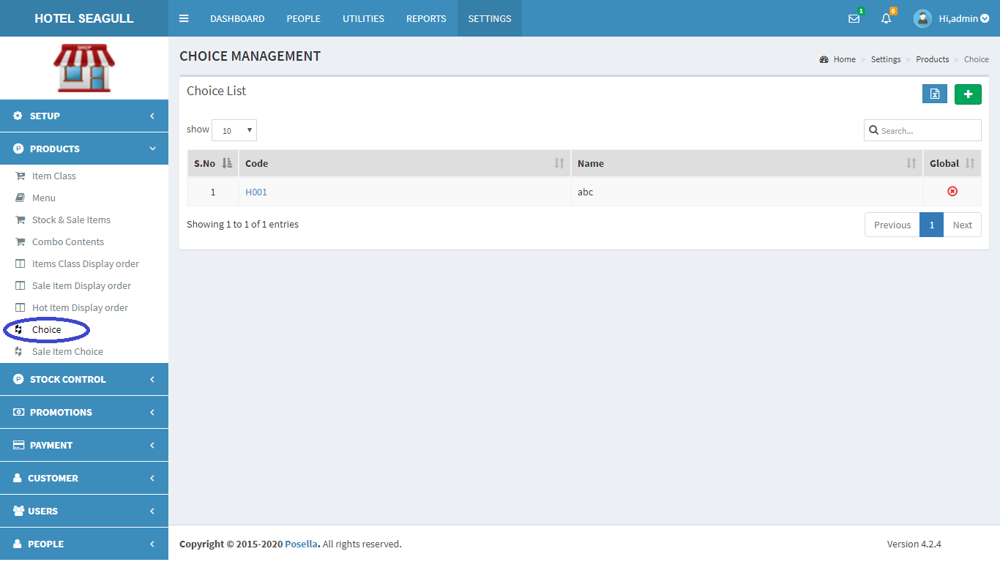 HOTEL SEAGULL
DASHBOARD PEOPLE UTILITIES REPORTS SETTINGS
1 0 Hi,admin
SHOP
CHOICE MANAGEMENT
Home > Settings > Products > Choice
SETUP
PRODUCTS
Item Class
Menu
Stock & Sale Items
Combo Contents
Items Class Display order
Sale Item Display order
Hot Item Display order
Choice
Sale Item Choice
STOCK CONTROL
PROMOTIONS
PAYMENT
CUSTOMER
USERS
PEOPLE
Choice List
show 10
Search...
S.No Code Name Global
1 H001 abc
Showing 1 to 1 of 1 entries
Previous 1 Next
Copyright © 2015-2020 Posella. All rights reserved.
Version 4.2.4